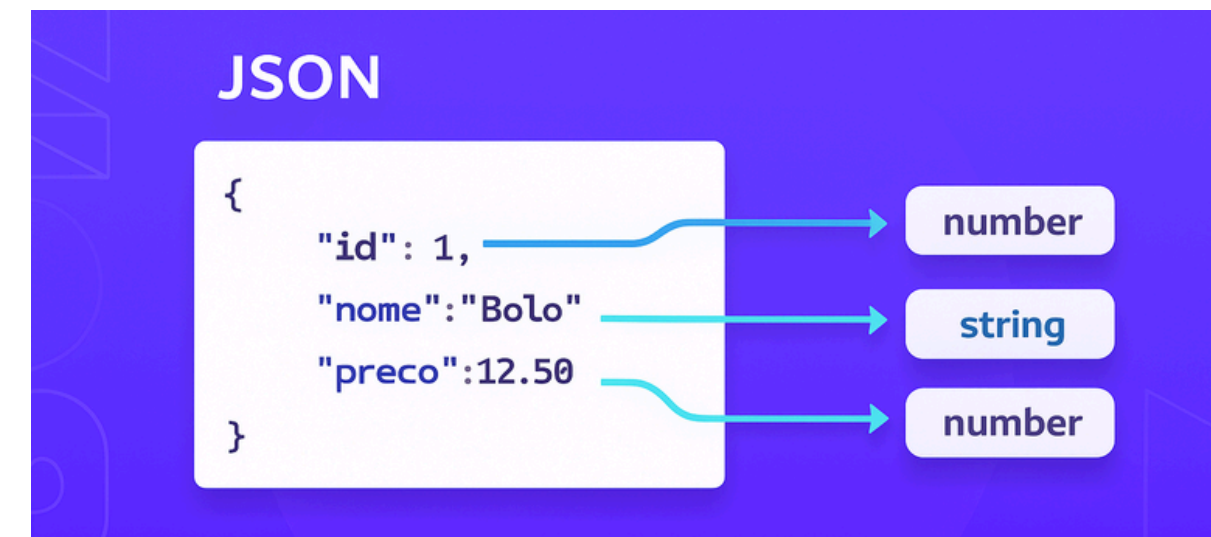 JSON
{
"id": 1,
"nome":"Bolo"
"preco":12.50
}
number
string
number